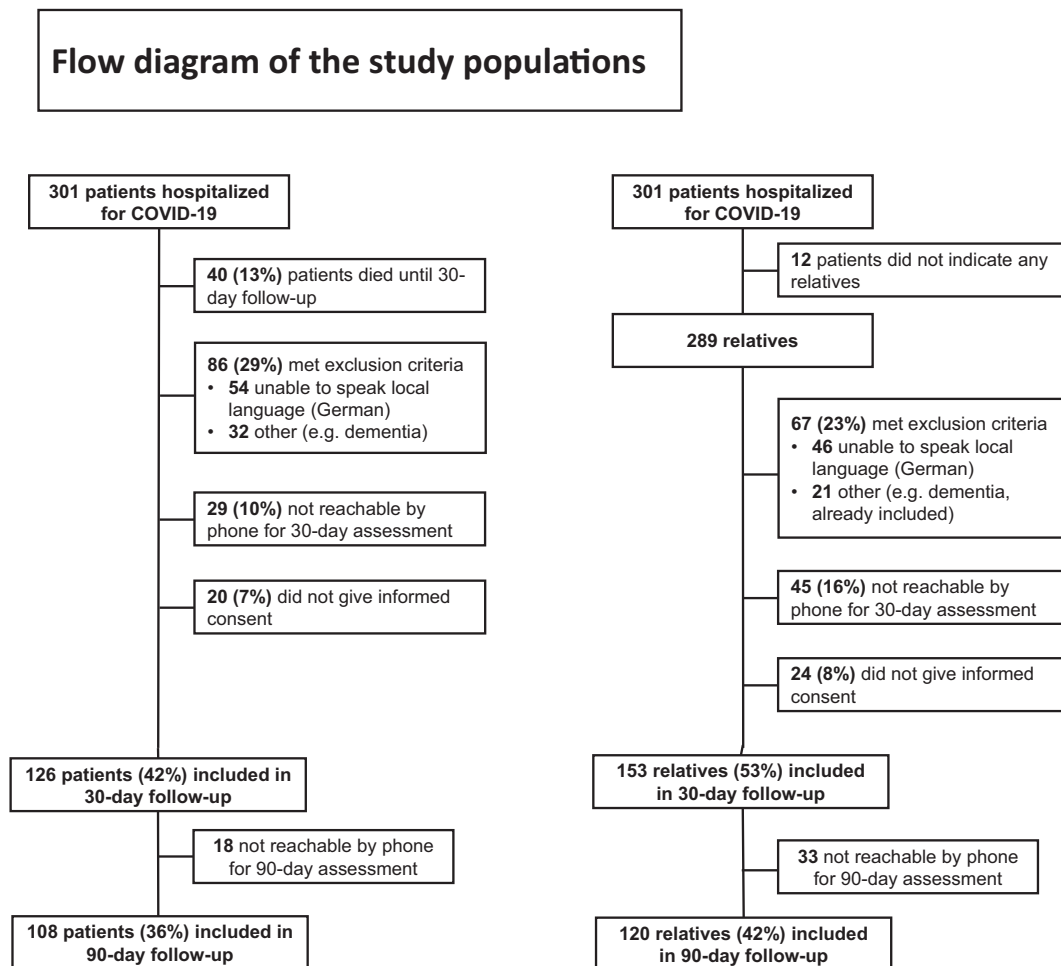 Flow diagram of the study populations
301 patients hospitalized
for COVID-19
40 (13%) patients died until 30-
day follow-up
86 (29%) met exclusion criteria
• 54 unable to speak local
language (German)
• 32 other (e.g. dementia)
29 (10%) not reachable by
phone for 30-day assessment
20 (7%) did not give informed
consent
126 patients (42%) included in
30-day follow-up
18 not reachable by phone
for 90-day assessment
108 patients (36%) included in
90-day follow-up
301 patients hospitalized
for COVID-19
12 patients did not indicate any
relatives
289 relatives
67 (23%) met exclusion criteria
• 46 unable to speak local
language (German)
• 21 other (e.g. dementia,
already included)
45 (16%) not reachable by
phone for 30-day assessment
24 (8%) did not give informed
consent
153 relatives (53%) included
in 30-day follow-up
33 not reachable by phone
for 90-day assessment
120 relatives (42%) included
in 90-day follow-up